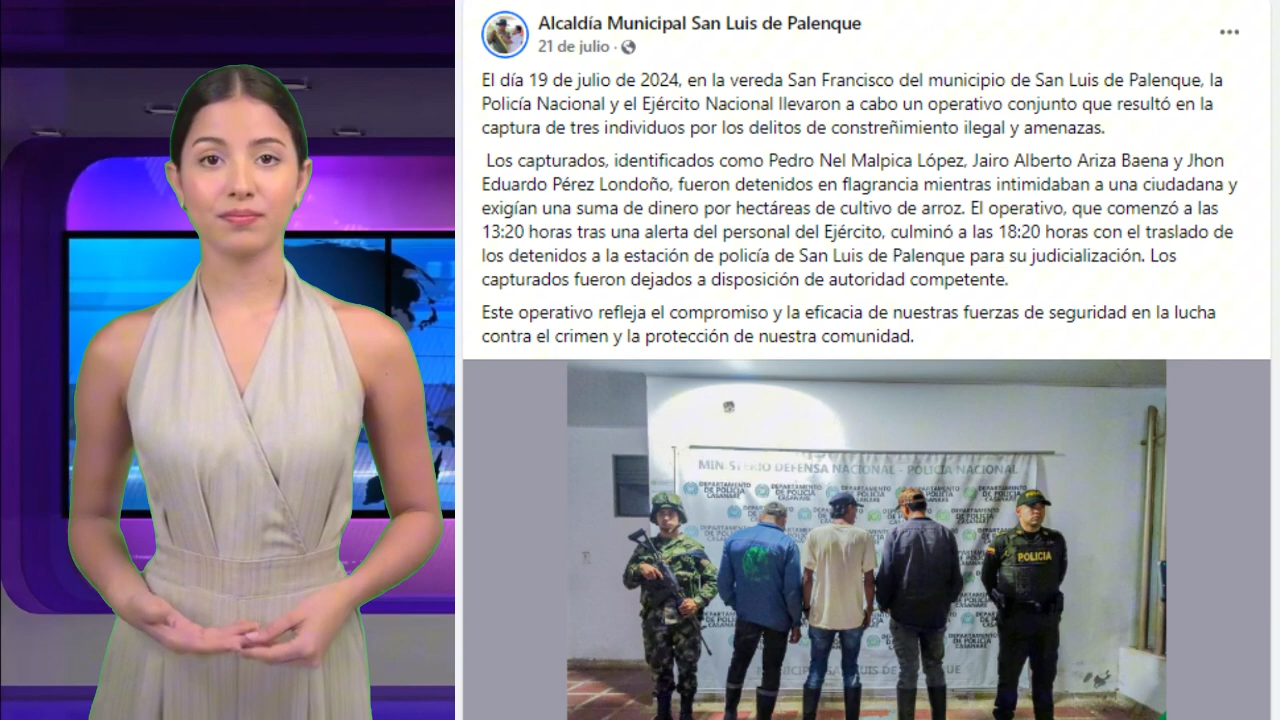 Alcaldía Municipal San Luis de Palenque
21 de julio ·
El día 19 de julio de 2024, en la vereda San Francisco del municipio de San Luis de Palenque, la
Policía Nacional y el Ejército Nacional llevaron a cabo un operativo conjunto que resultó en la
captura de tres individuos por los delitos de constreñimiento ilegal y amenazas.
Los capturados, identificados como Pedro Nel Malpica López, Jairo Alberto Ariza Baena y Jhon
Eduardo Pérez Londoño, fueron detenidos en flagrancia mientras intimidaban a una ciudadana y
exigían una suma de dinero por hectáreas de cultivo de arroz. El operativo, que comenzó a las
13:20 horas tras una alerta del personal del Ejército, culminó a las 18:20 horas con el traslado de
los detenidos a la estación de policía de San Luis de Palenque para su judicialización. Los
capturados fueron dejados a disposición de autoridad competente.
Este operativo refleja el compromiso y la eficacia de nuestras fuerzas de seguridad en la lucha
contra el crimen y la protección de nuestra comunidad.
MINISTERIO DEFENSA NACIONAL - POLICÍA NACIONAL
DEPARTAMENTO
DE POLICÍA
CASANARE
POLICIA